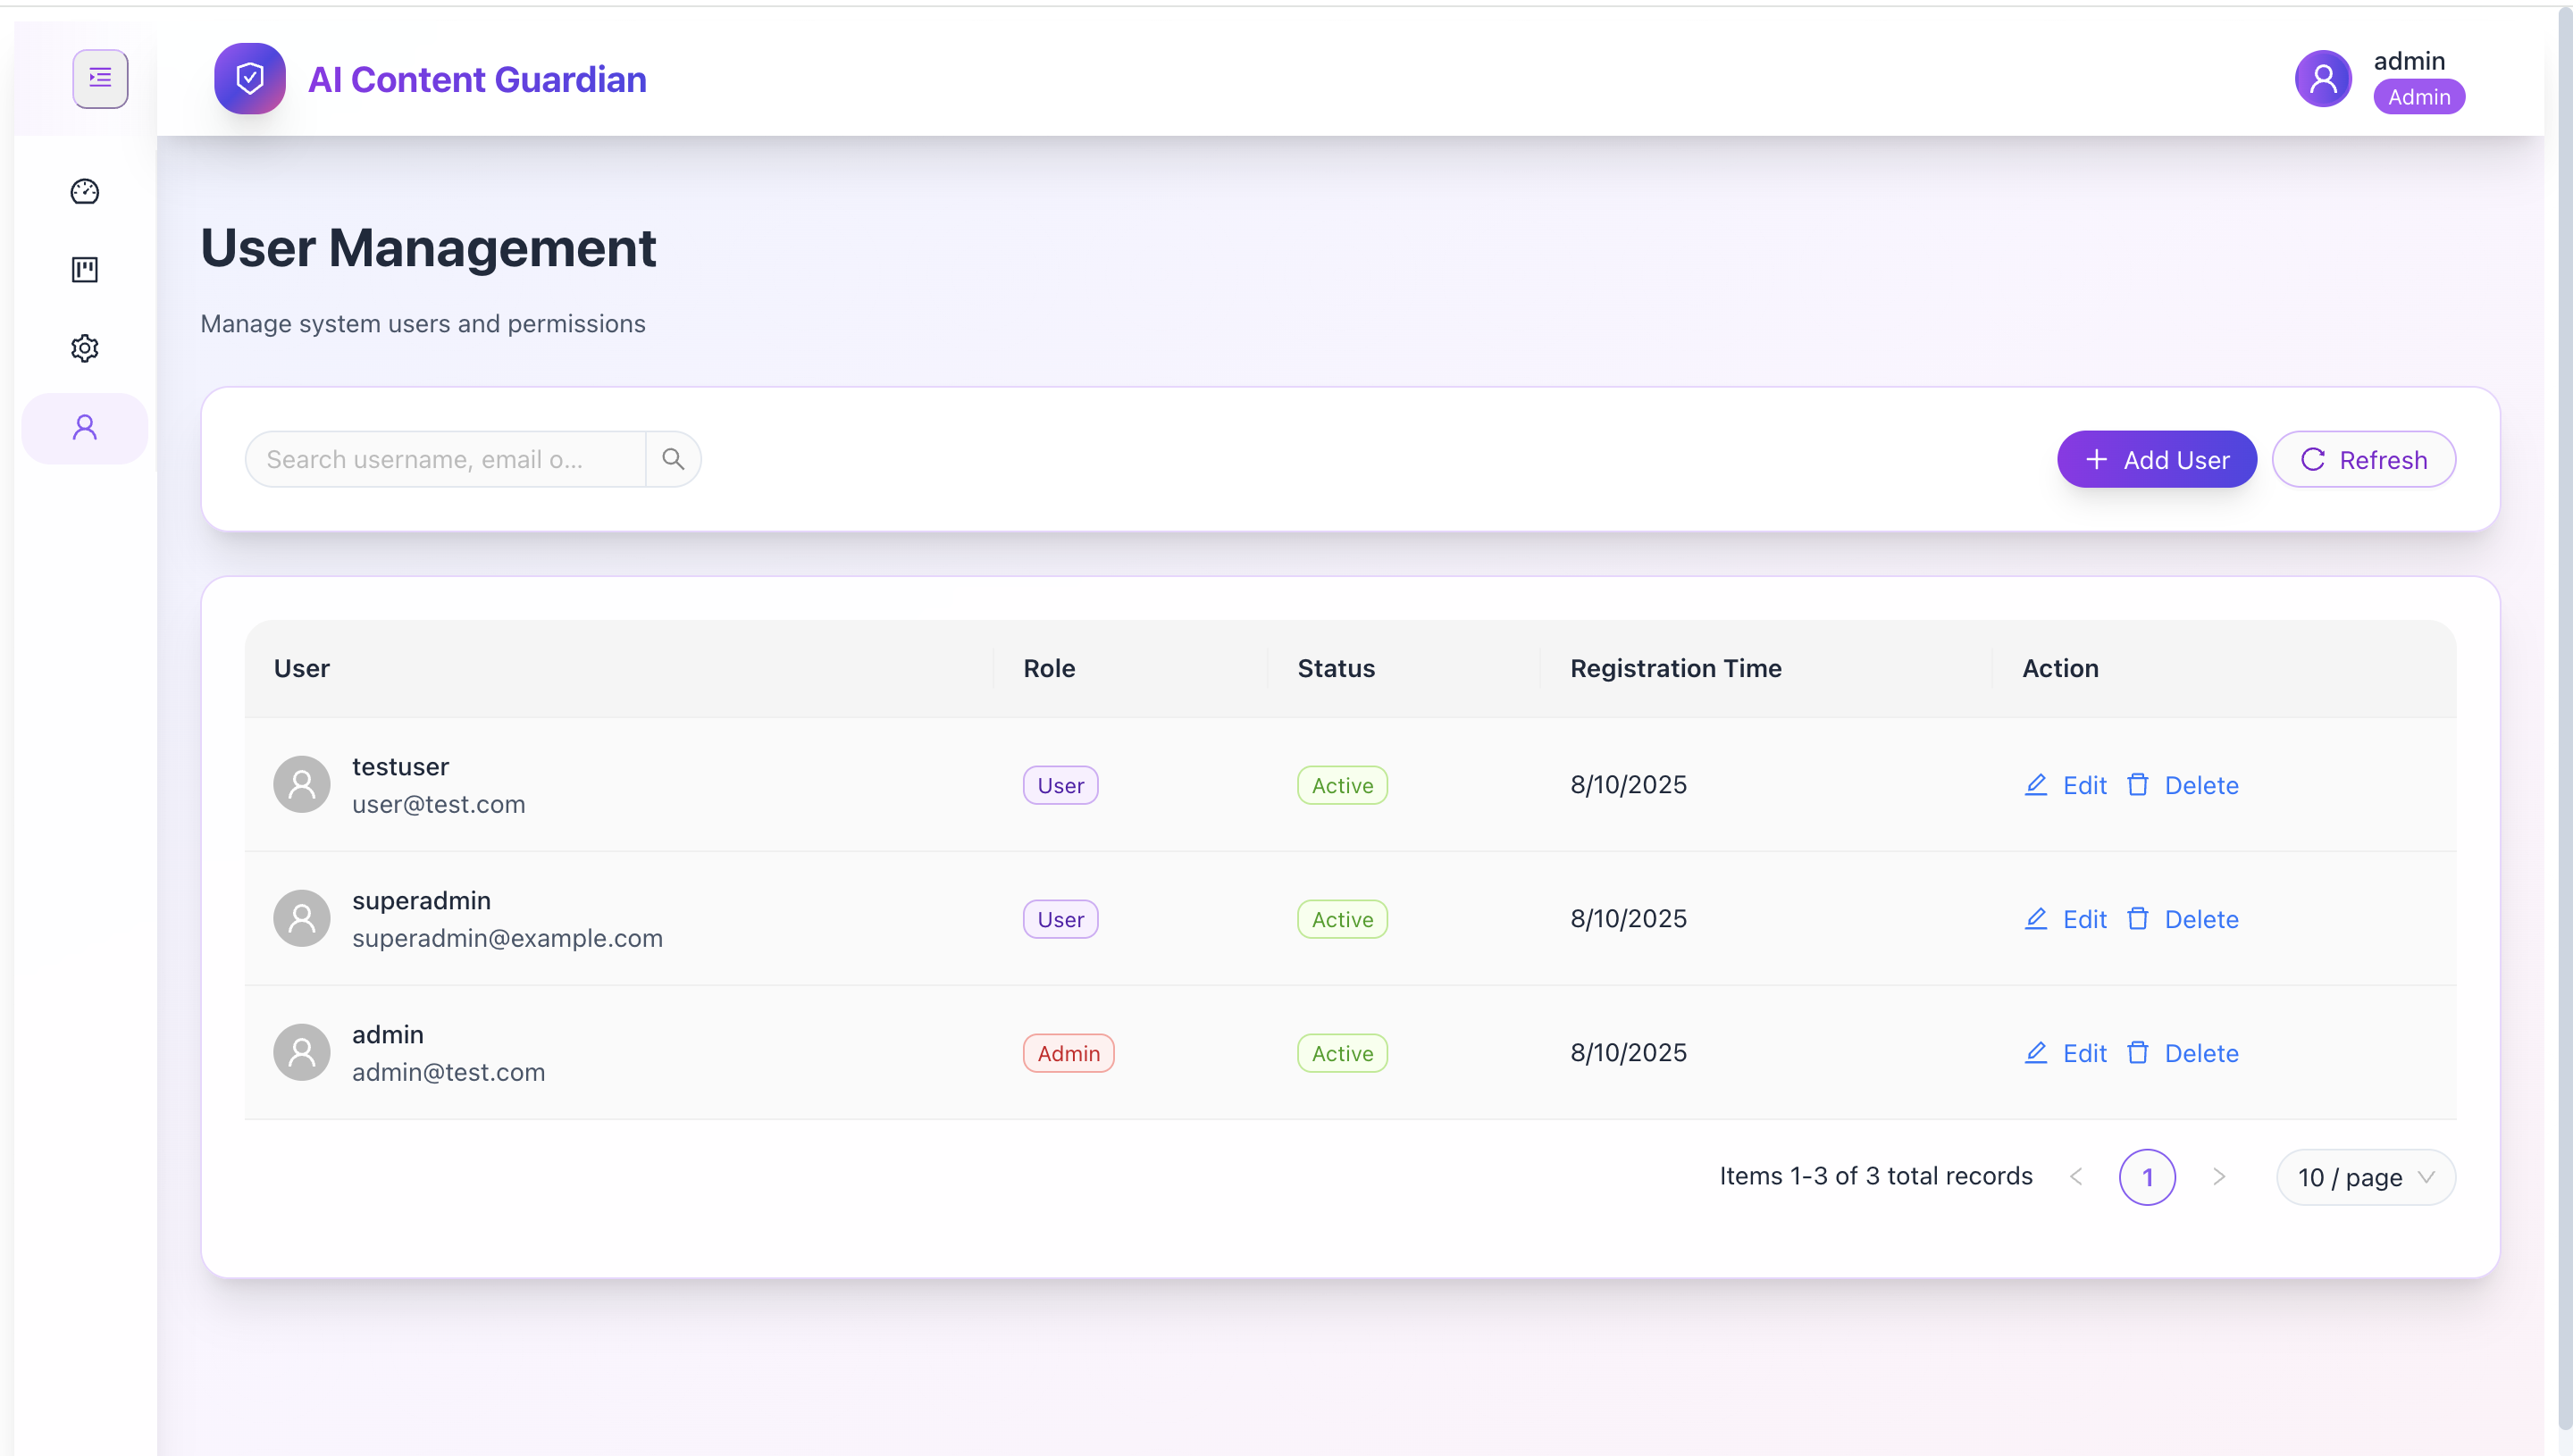 AI Content Guardian
admin
Admin
User Management
Manage system users and permissions
Search username, email o...
Add User
Refresh
User Role Status Registration Time Action
testuser
user@test.com
User Active 8/10/2025 Edit Delete
superadmin
superadmin@example.com
User Active 8/10/2025 Edit Delete
admin
admin@test.com
Admin Active 8/10/2025 Edit Delete
Items 1-3 of 3 total records < 1 > 10 / page